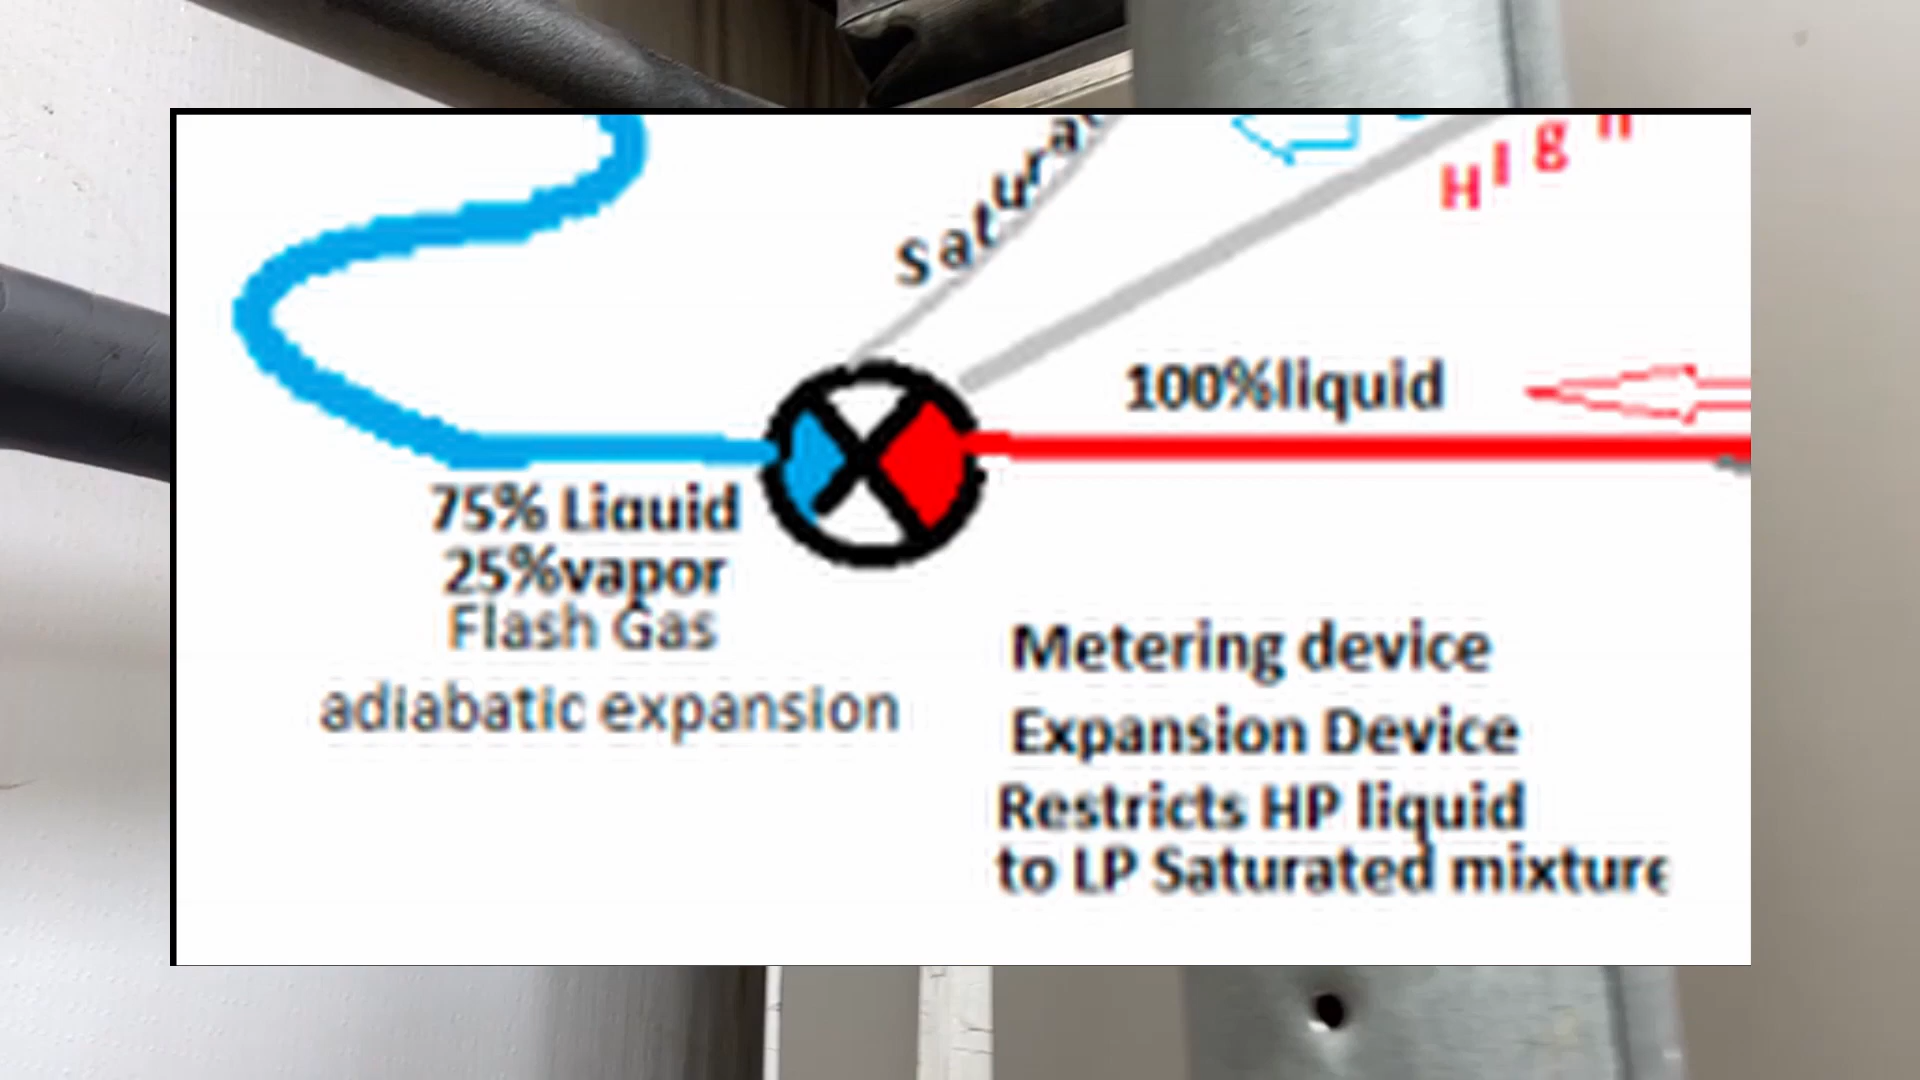 High
100%liquid
75% Liquid
25%vapor
Flash Gas
adiabatic expansion
Metering device
Expansion Device
Restricts HP liquid
to LP Saturated mixture